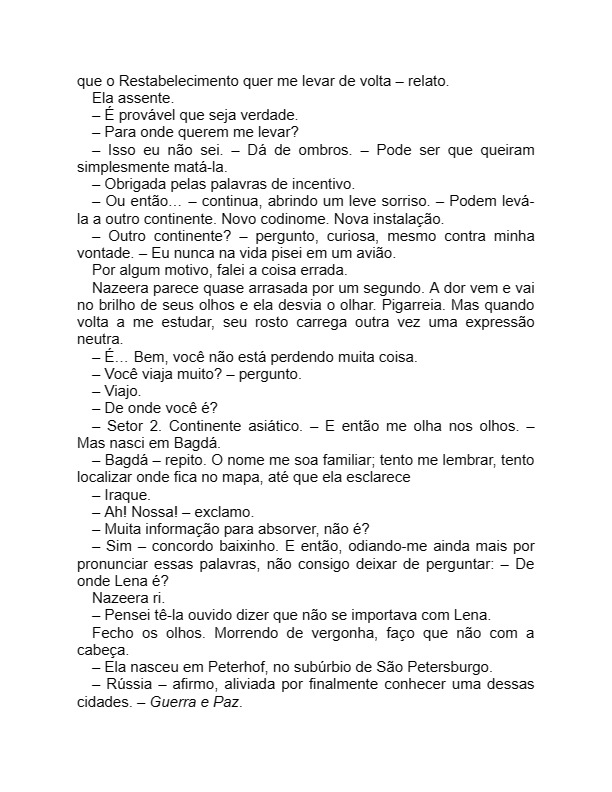 que o Restabelecimento quer me levar de volta – relato.
Ela assente.
– É provável que seja verdade.
– Para onde querem me levar?
– Isso eu não sei. – Dá de ombros. – Pode ser que queiram
simplesmente matá-la.
– Obrigada pelas palavras de incentivo.
– Ou então… – continua, abrindo um leve sorriso. – Podem levá-
la a outro continente. Novo codinome. Nova instalação.
– Outro continente? – pergunto, curiosa, mesmo contra minha
vontade. – Eu nunca na vida pisei em um avião.
Por algum motivo, falei a coisa errada.
Nazeera parece quase arrasada por um segundo. A dor vem e vai
no brilho de seus olhos e ela desvia o olhar. Pigarreia. Mas quando
volta a me estudar, seu rosto carrega outra vez uma expressão
neutra.
– É… Bem, você não está perdendo muita coisa.
– Você viaja muito? – pergunto.
– Viajo.
– De onde você é?
– Setor 2. Continente asiático. – E então me olha nos olhos. –
Mas nasci em Bagdá.
– Bagdá – repito. O nome me soa familiar; tento me lembrar, tento
localizar onde fica no mapa, até que ela esclarece
– Iraque.
– Ah! Nossa! – exclamo.
– Muita informação para absorver, não é?
– Sim – concordo baixinho. E então, odiando-me ainda mais por
pronunciar essas palavras, não consigo deixar de perguntar: – De
onde Lena é?
Nazeera ri.
– Pensei tê-la ouvido dizer que não se importava com Lena.
Fecho os olhos. Morrendo de vergonha, faço que não com a
cabeça.
– Ela nasceu em Peterhof, no subúrbio de São Petersburgo.
– Rússia – afirmo, aliviada por finalmente conhecer uma dessas
cidades. – Guerra e Paz.